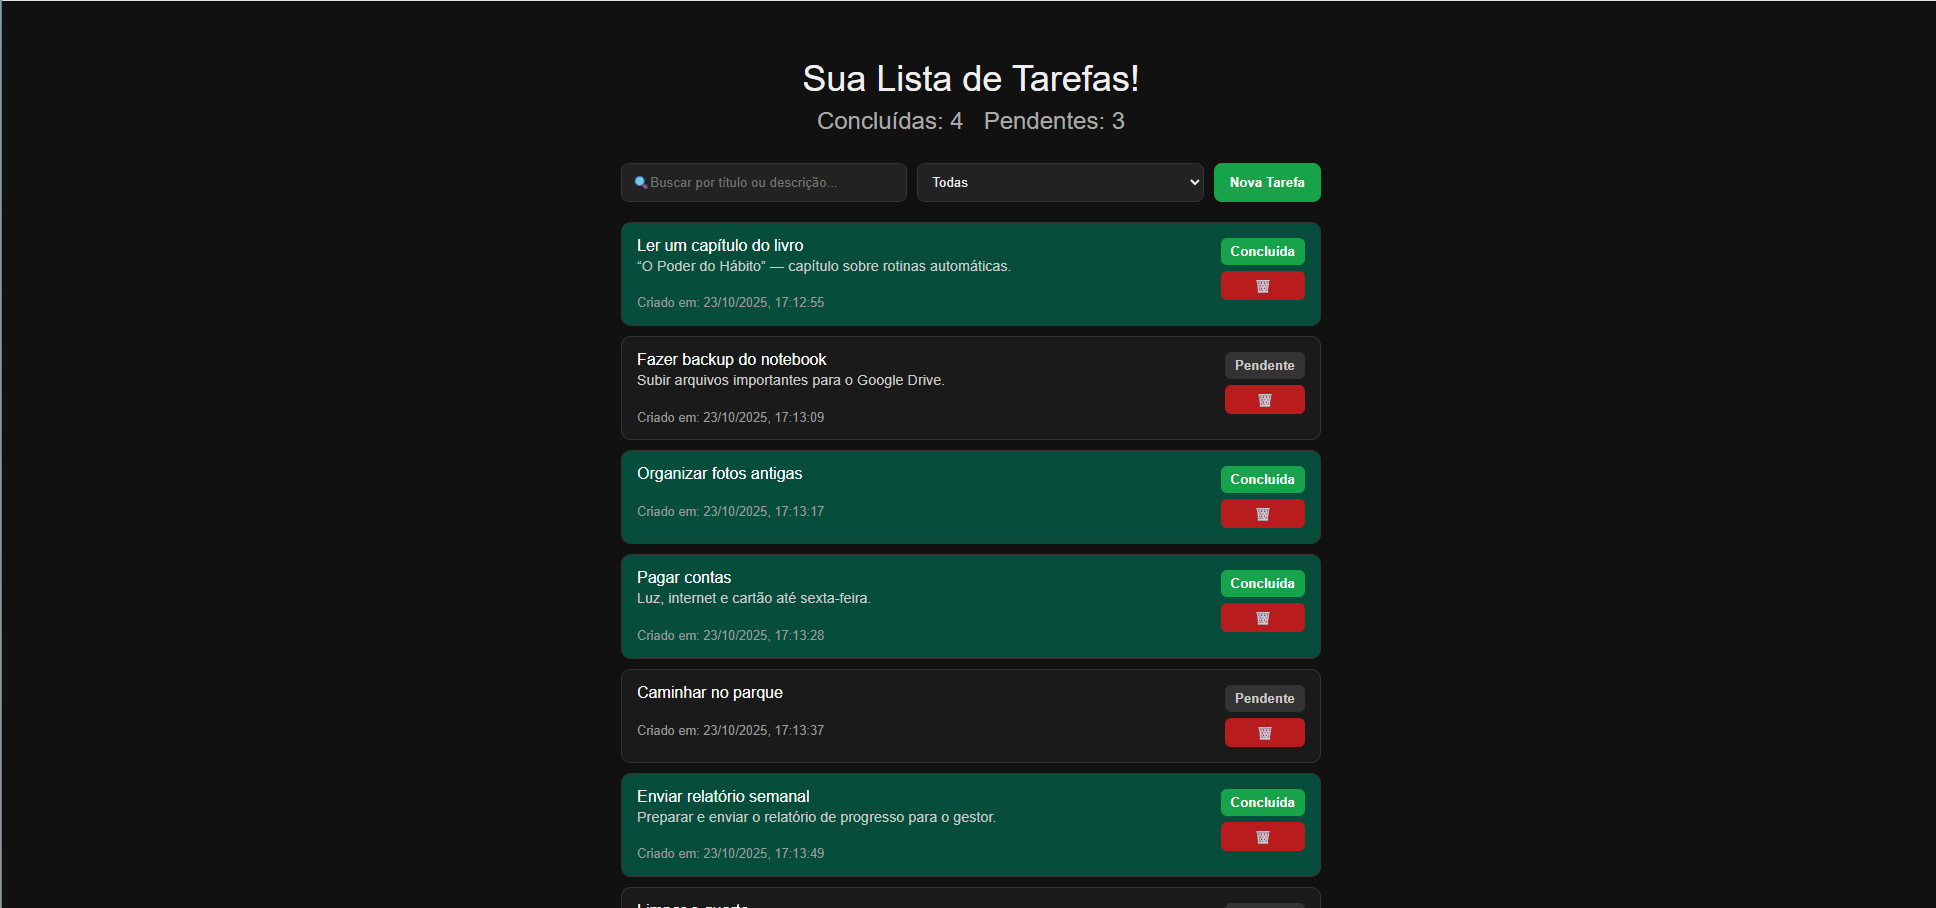 Sua Lista de Tarefas!
Concluídas: 4 Pendentes: 3
Buscar por título ou descrição... Todas Nova Tarefa
Ler um capítulo do livro Concluída
“O Poder do Hábito” — capítulo sobre rotinas automáticas.
Criado em: 23/10/2025, 17:12:55
Fazer backup do notebook Pendente
Subir arquivos importantes para o Google Drive.
Criado em: 23/10/2025, 17:13:09
Organizar fotos antigas Concluída
Criado em: 23/10/2025, 17:13:17
Pagar contas Concluída
Luz, internet e cartão até sexta-feira.
Criado em: 23/10/2025, 17:13:28
Caminhar no parque Pendente
Criado em: 23/10/2025, 17:13:37
Enviar relatório semanal Concluída
Preparar e enviar o relatório de progresso para o gestor.
Criado em: 23/10/2025, 17:13:49